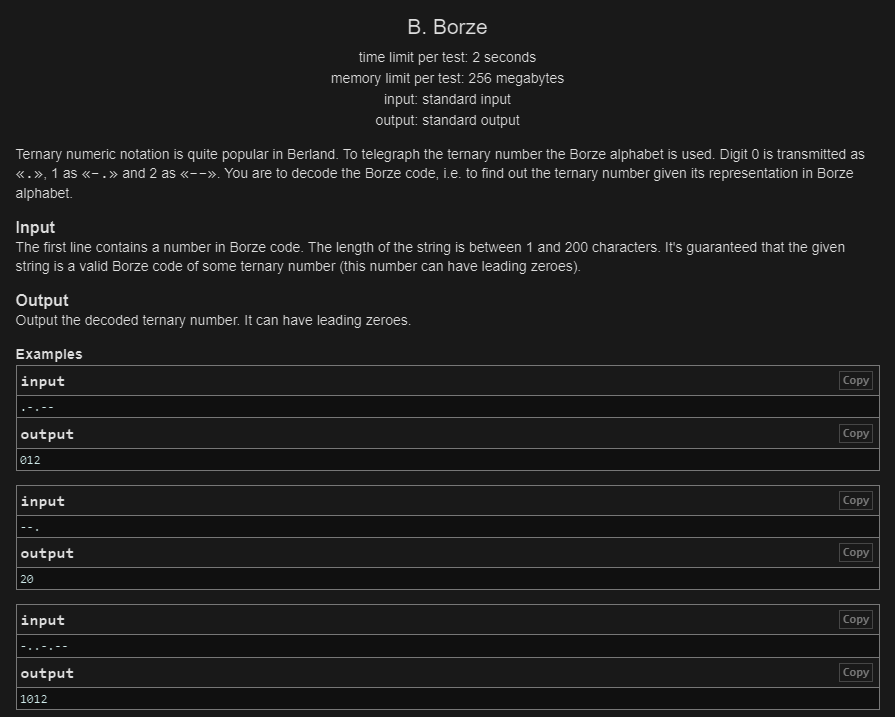 B. Borze
time limit per test: 2 seconds
memory limit per test: 256 megabytes
input: standard input
output: standard output
Ternary numeric notation is quite popular in Berland. To telegraph the ternary number the Borze alphabet is used. Digit 0 is transmitted as
«.», 1 as «-.» and 2 as «--». You are to decode the Borze code, i.e. to find out the ternary number given its representation in Borze
alphabet.
Input
The first line contains a number in Borze code. The length of the string is between 1 and 200 characters. It's guaranteed that the given
string is a valid Borze code of some ternary number (this number can have leading zeroes).
Output
Output the decoded ternary number. It can have leading zeroes.
Examples
input Copy
.-.--
output Copy
012
input Copy
--.
output Copy
20
input Copy
-..-.--
output Copy
1012